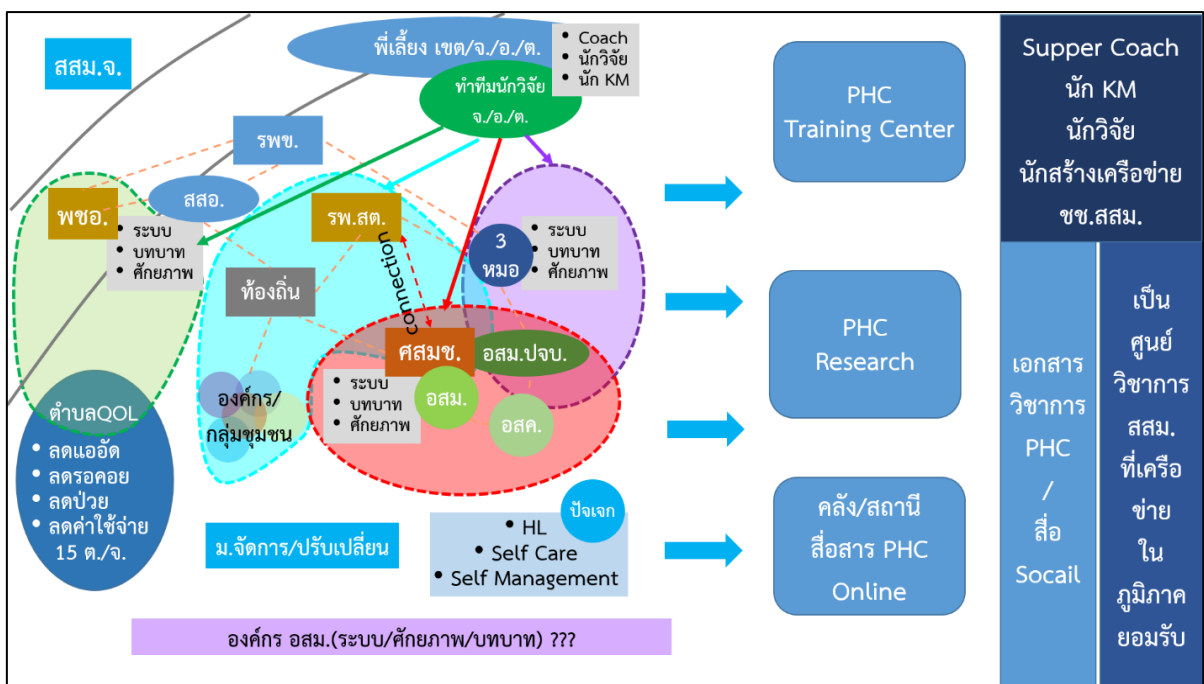 สสม.จ.
พี่เลี้ยง เขต/จ./อ./ต.
• Coach
• นักวิจัย
• นัก KM
ทำทีมนักวิจัย
จ./อ./ต.
รพข.
สสอ.
พชอ.
• ระบบ
• บทบาท
• ศักยภาพ
รพ.สต.
connection
3
หมอ
• ระบบ
• บทบาท
• ศักยภาพ
ท้องถิ่น
ศสมช.
อสม.ปจบ.
• ระบบ
• บทบาท
• ศักยภาพ
อสม.
อสค.
องค์กร/
กลุ่มชุมชน
ตำบลQOL
• ลดแออัด
• ลดรอคอย
• ลดป่วย
• ลดค่าใช้จ่าย
15 ต./จ.
ม.จัดการ/ปรับเปลี่ยน
ปัจเจก
• HL
• Self Care
• Self Management
องค์กร อสม.(ระบบ/ศักยภาพ/บทบาท) ???
PHC
Training Center
PHC
Research
คลัง/สถานี
สื่อสาร PHC
Online
Supper Coach
นัก KM
นักวิจัย
นักสร้างเครือข่าย
ชช.สสม.
เอกสาร
วิชาการ
PHC
/
สื่อ
Socail
เป็น
ศูนย์
วิชาการ
สสม.
ที่เครือ
ข่าย
ใน
ภูมิภาค
ยอมรับ